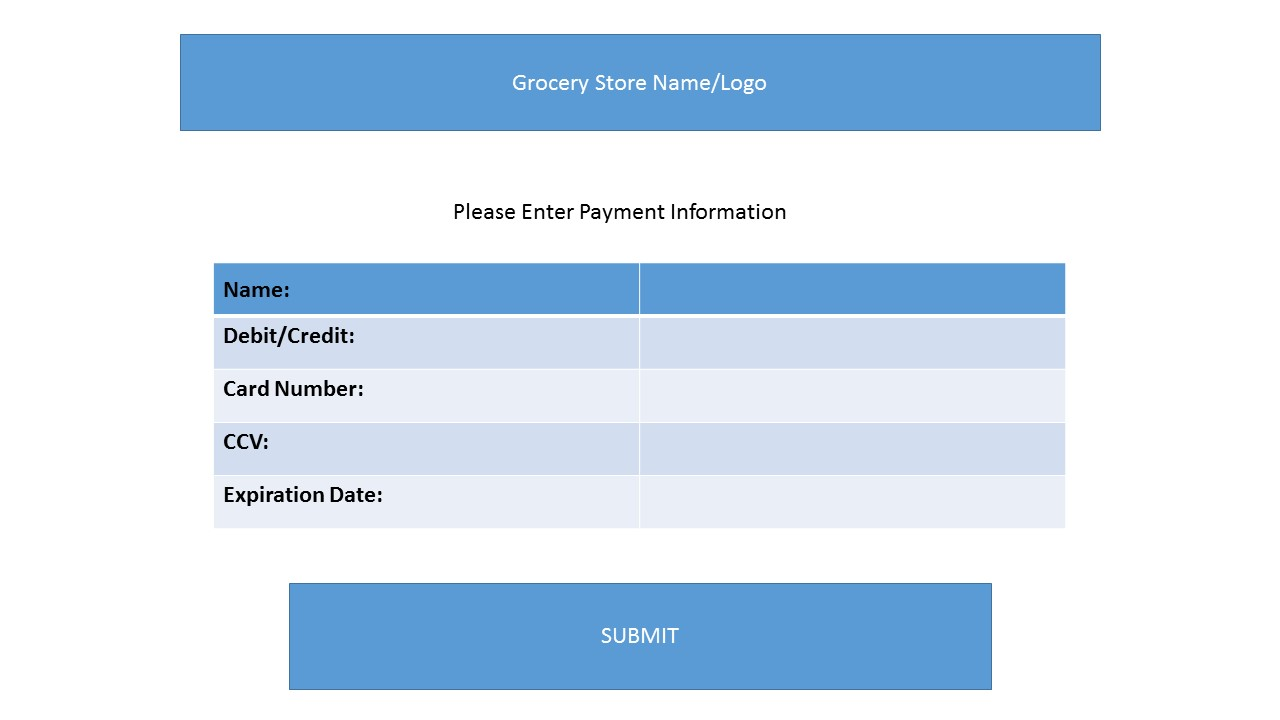 Grocery Store Name/Logo
Please Enter Payment Information
Name:
Debit/Credit:
Card Number:
CCV:
Expiration Date:
SUBMIT